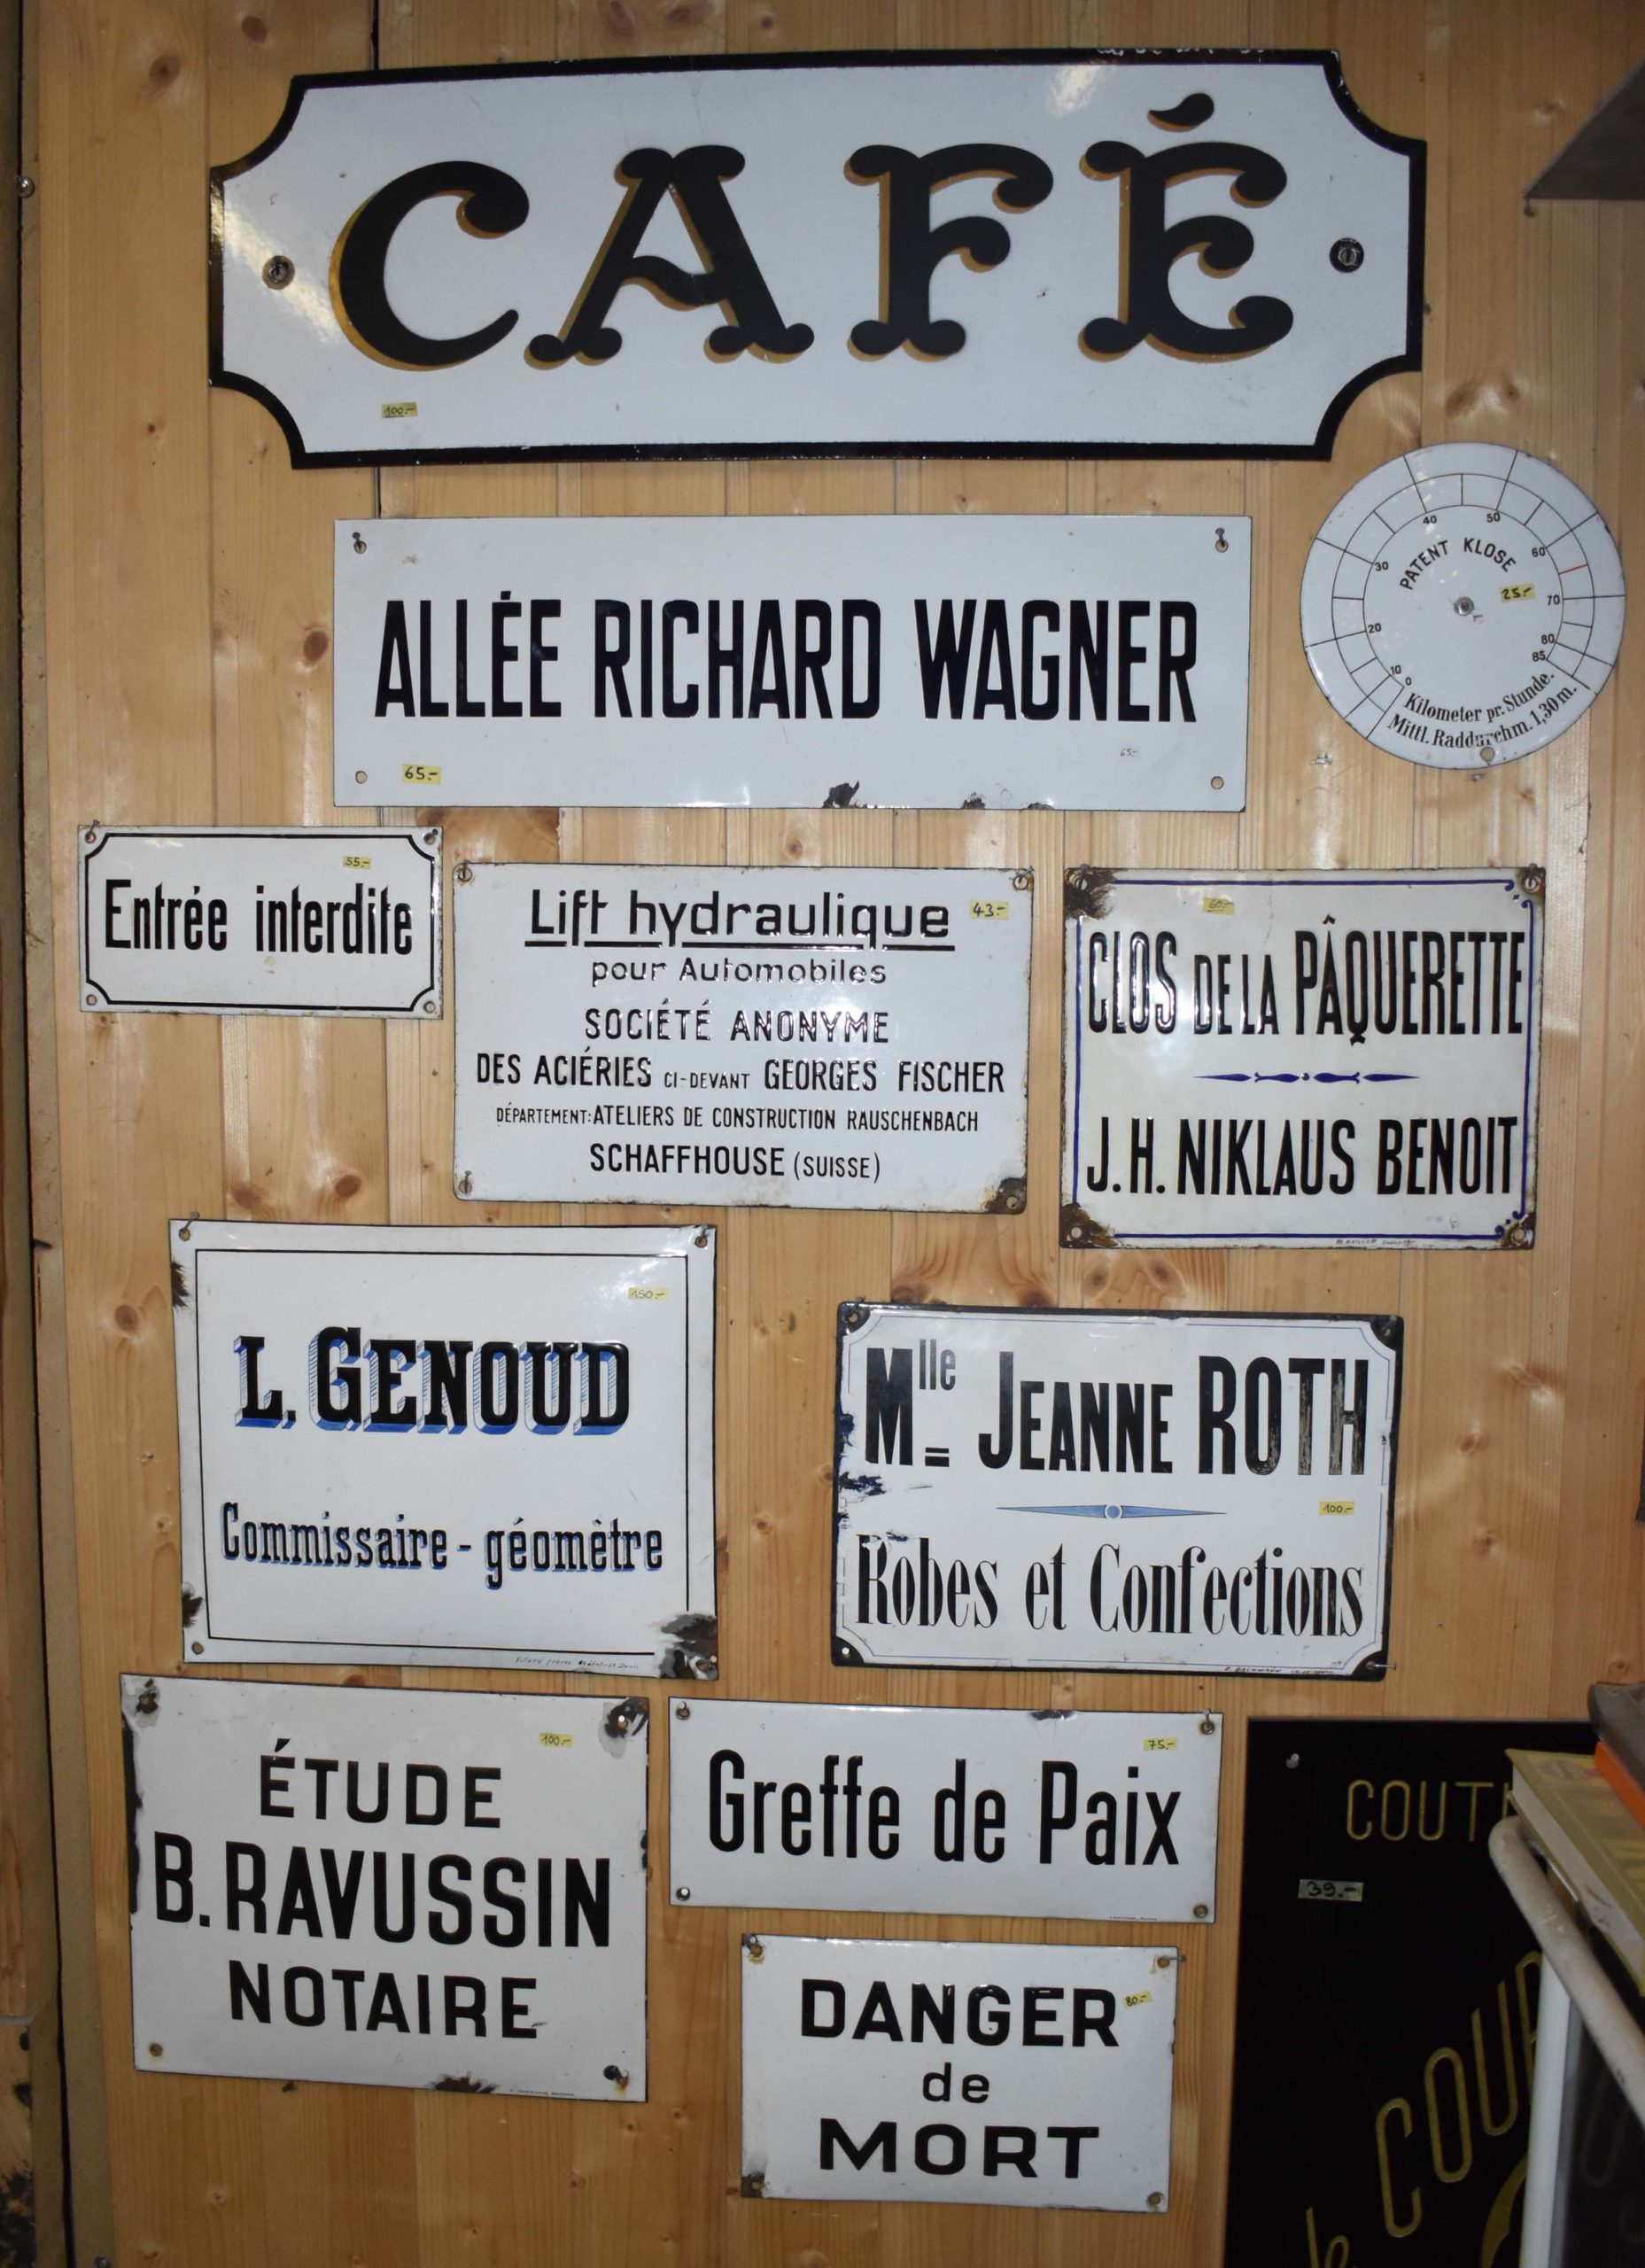 CAFÉ
100.-
ALLÉE RICHARD WAGNER
65.-
65.-
40 50
30 60
PATENT KLOSE
25.-
20 70
80
10 0 85
Kilometer pr. Stunde.
Mittl. Raddurchm. 1,30 m.
55.-
Entrée interdite
Lift hydraulique
43.-
pour Automobiles
SOCIÉTÉ ANONYME
DES ACIÉRIES CI-DEVANT GEORGES FISCHER
DÉPARTEMENT: ATELIERS DE CONSTRUCTION RAUSCHENBACH
SCHAFFHOUSE (SUISSE)
60.-
CLOS DE LA PÂQUERETTE
J.H. NIKLAUS BENOIT
150.-
L. GENOUD
Commissaire - géomètre
Mlle JEANNE ROTH
100.-
Robes et Confections
100.-
ÉTUDE
B. RAVUSSIN
NOTAIRE
75.-
Greffe de Paix
DANGER
80.-
de
MORT
COUT
39.-
COUP